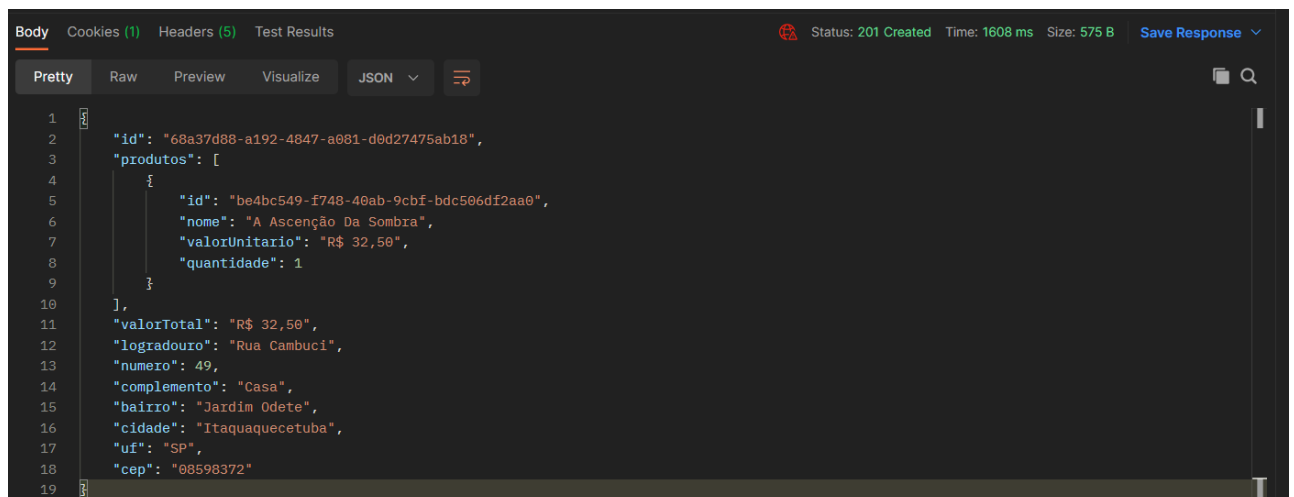 Body Cookies (1) Headers (5) Test Results Status: 201 Created Time: 1608 ms Size: 575 B Save Response
Pretty Raw Preview Visualize JSON
1 {
2 "id": "68a37d88-a192-4847-a081-d0d27475ab18",
3 "produtos": [
4 {
5 "id": "be4bc549-f748-40ab-9cbf-bdc506df2aa0",
6 "nome": "A Ascenção Da Sombra",
7 "valorUnitario": "R$ 32,50",
8 "quantidade": 1
9 }
10 ],
11 "valorTotal": "R$ 32,50",
12 "logradouro": "Rua Cambuci",
13 "numero": 49,
14 "complemento": "Casa",
15 "bairro": "Jardim Odete",
16 "cidade": "Itaquaquecetuba",
17 "uf": "SP",
18 "cep": "08598372"
19 }